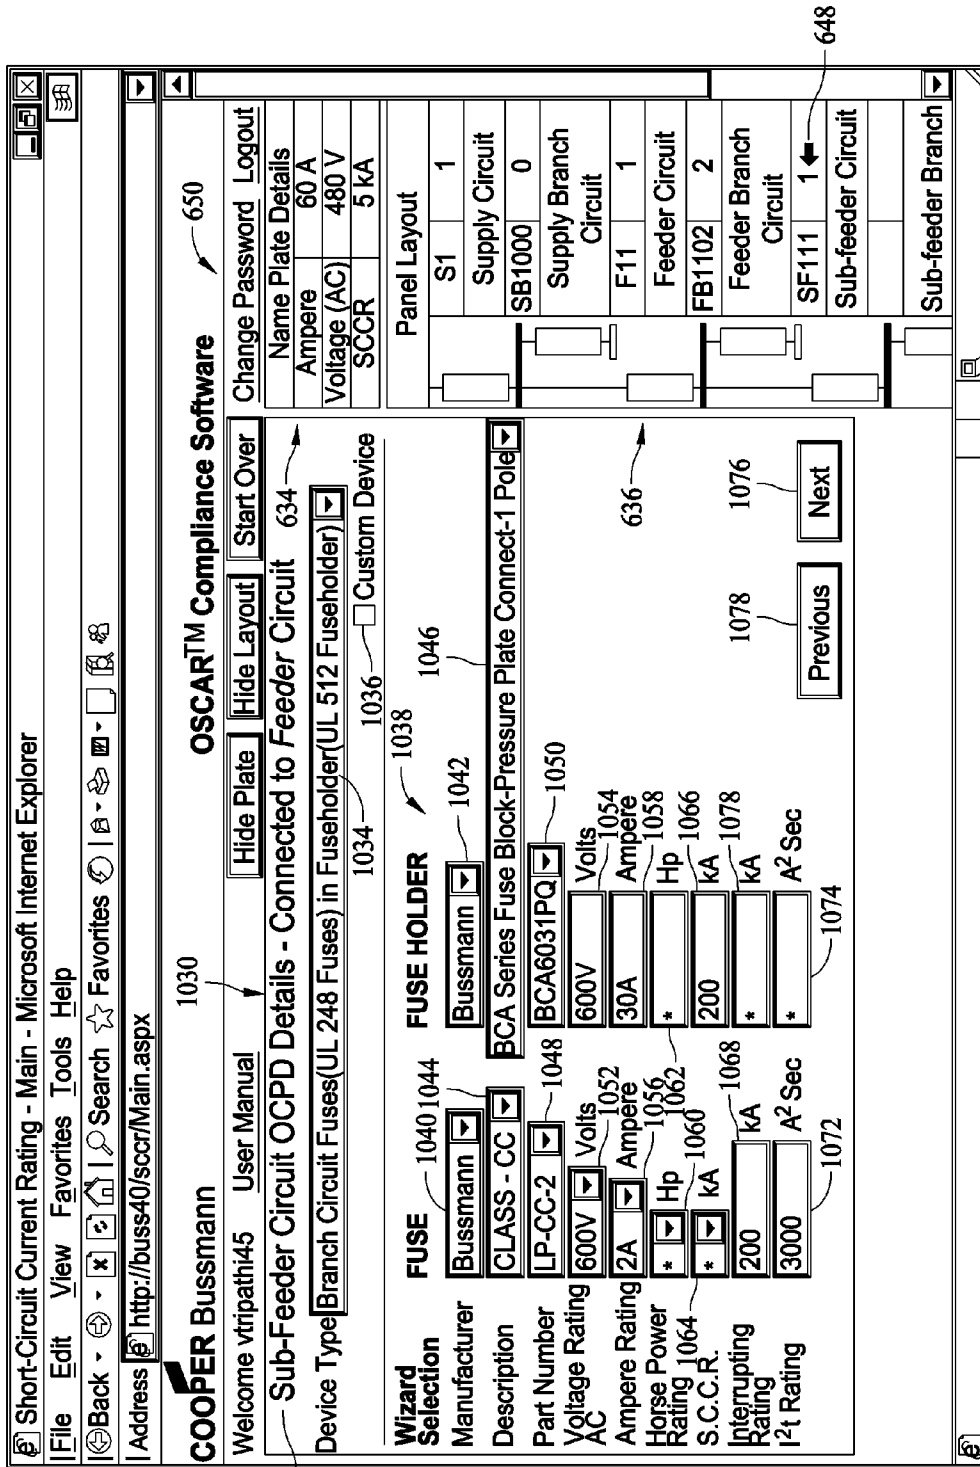 Short-Circuit Current Rating - Main - Microsoft Internet Explorer
File Edit View Favorites Tools Help
Back Search Favorites
Address http://buss40/sccr/Main.aspx
COOPER Bussmann
OSCAR™ Compliance Software
650
1030
Welcome vtripathi45 User Manual
Hide Plate Hide Layout Start Over
Change Password Logout
Sub-Feeder Circuit OCPD Details - Connected to Feeder Circuit
634
Device Type Branch Circuit Fuses(UL 248 Fuses) in Fuseholder(UL 512 Fuseholder)
1034
1036 Custom Device
1038
Wizard Selection
FUSE
FUSE HOLDER
1040
1042
1044
1046
Manufacturer Bussmann Bussmann
Description CLASS - CC BCA Series Fuse Block-Pressure Plate Connect-1 Pole
Part Number LP-CC-2 1048 BCA6031PQ 1050
Voltage Rating AC 600V Volts 1052 600V Volts 1054
Ampere Rating 2A Ampere 1056 30A Ampere 1058
Horse Power Rating * Hp 1060 1062 * Hp 1066
1064
S.C.C.R. * kA 200 kA
1068 1078
Interrupting Rating 200 kA * kA
I²t Rating 3000 A² Sec * A² Sec
1072
1074
1078
1076
Previous Next
Name Plate Details
Ampere 60 A
Voltage (AC) 480 V
SCCR 5 kA
636
Panel Layout
S1 1
Supply Circuit
SB1000 0
Supply Branch Circuit
F11 1
Feeder Circuit
FB1102 2
Feeder Branch Circuit
SF111 1
648
Sub-feeder Circuit
Sub-feeder Branch